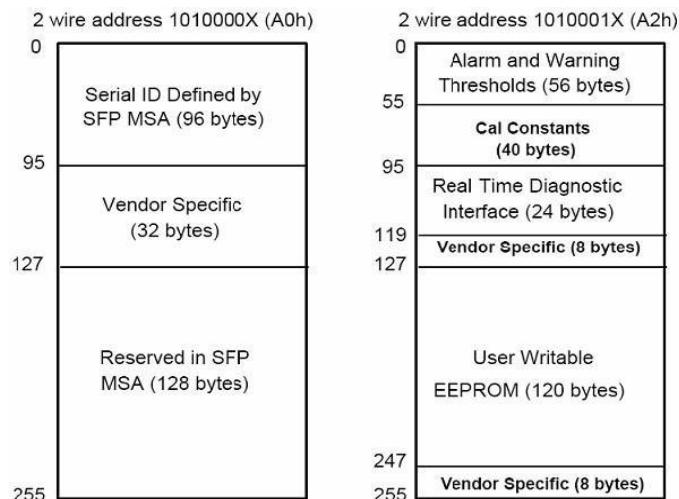 2 wire address 1010000X (A0h)
0
Serial ID Defined by
SFP MSA (96 bytes)
95
Vendor Specific
(32 bytes)
127
Reserved in SFP
MSA (128 bytes)
255
2 wire address 1010001X (A2h)
0
Alarm and Warning
Thresholds (56 bytes)
55
Cal Constants
(40 bytes)
95
Real Time Diagnostic
Interface (24 bytes)
119
Vendor Specific (8 bytes)
127
User Writable
EEPROM (120 bytes)
247
Vendor Specific (8 bytes)
255